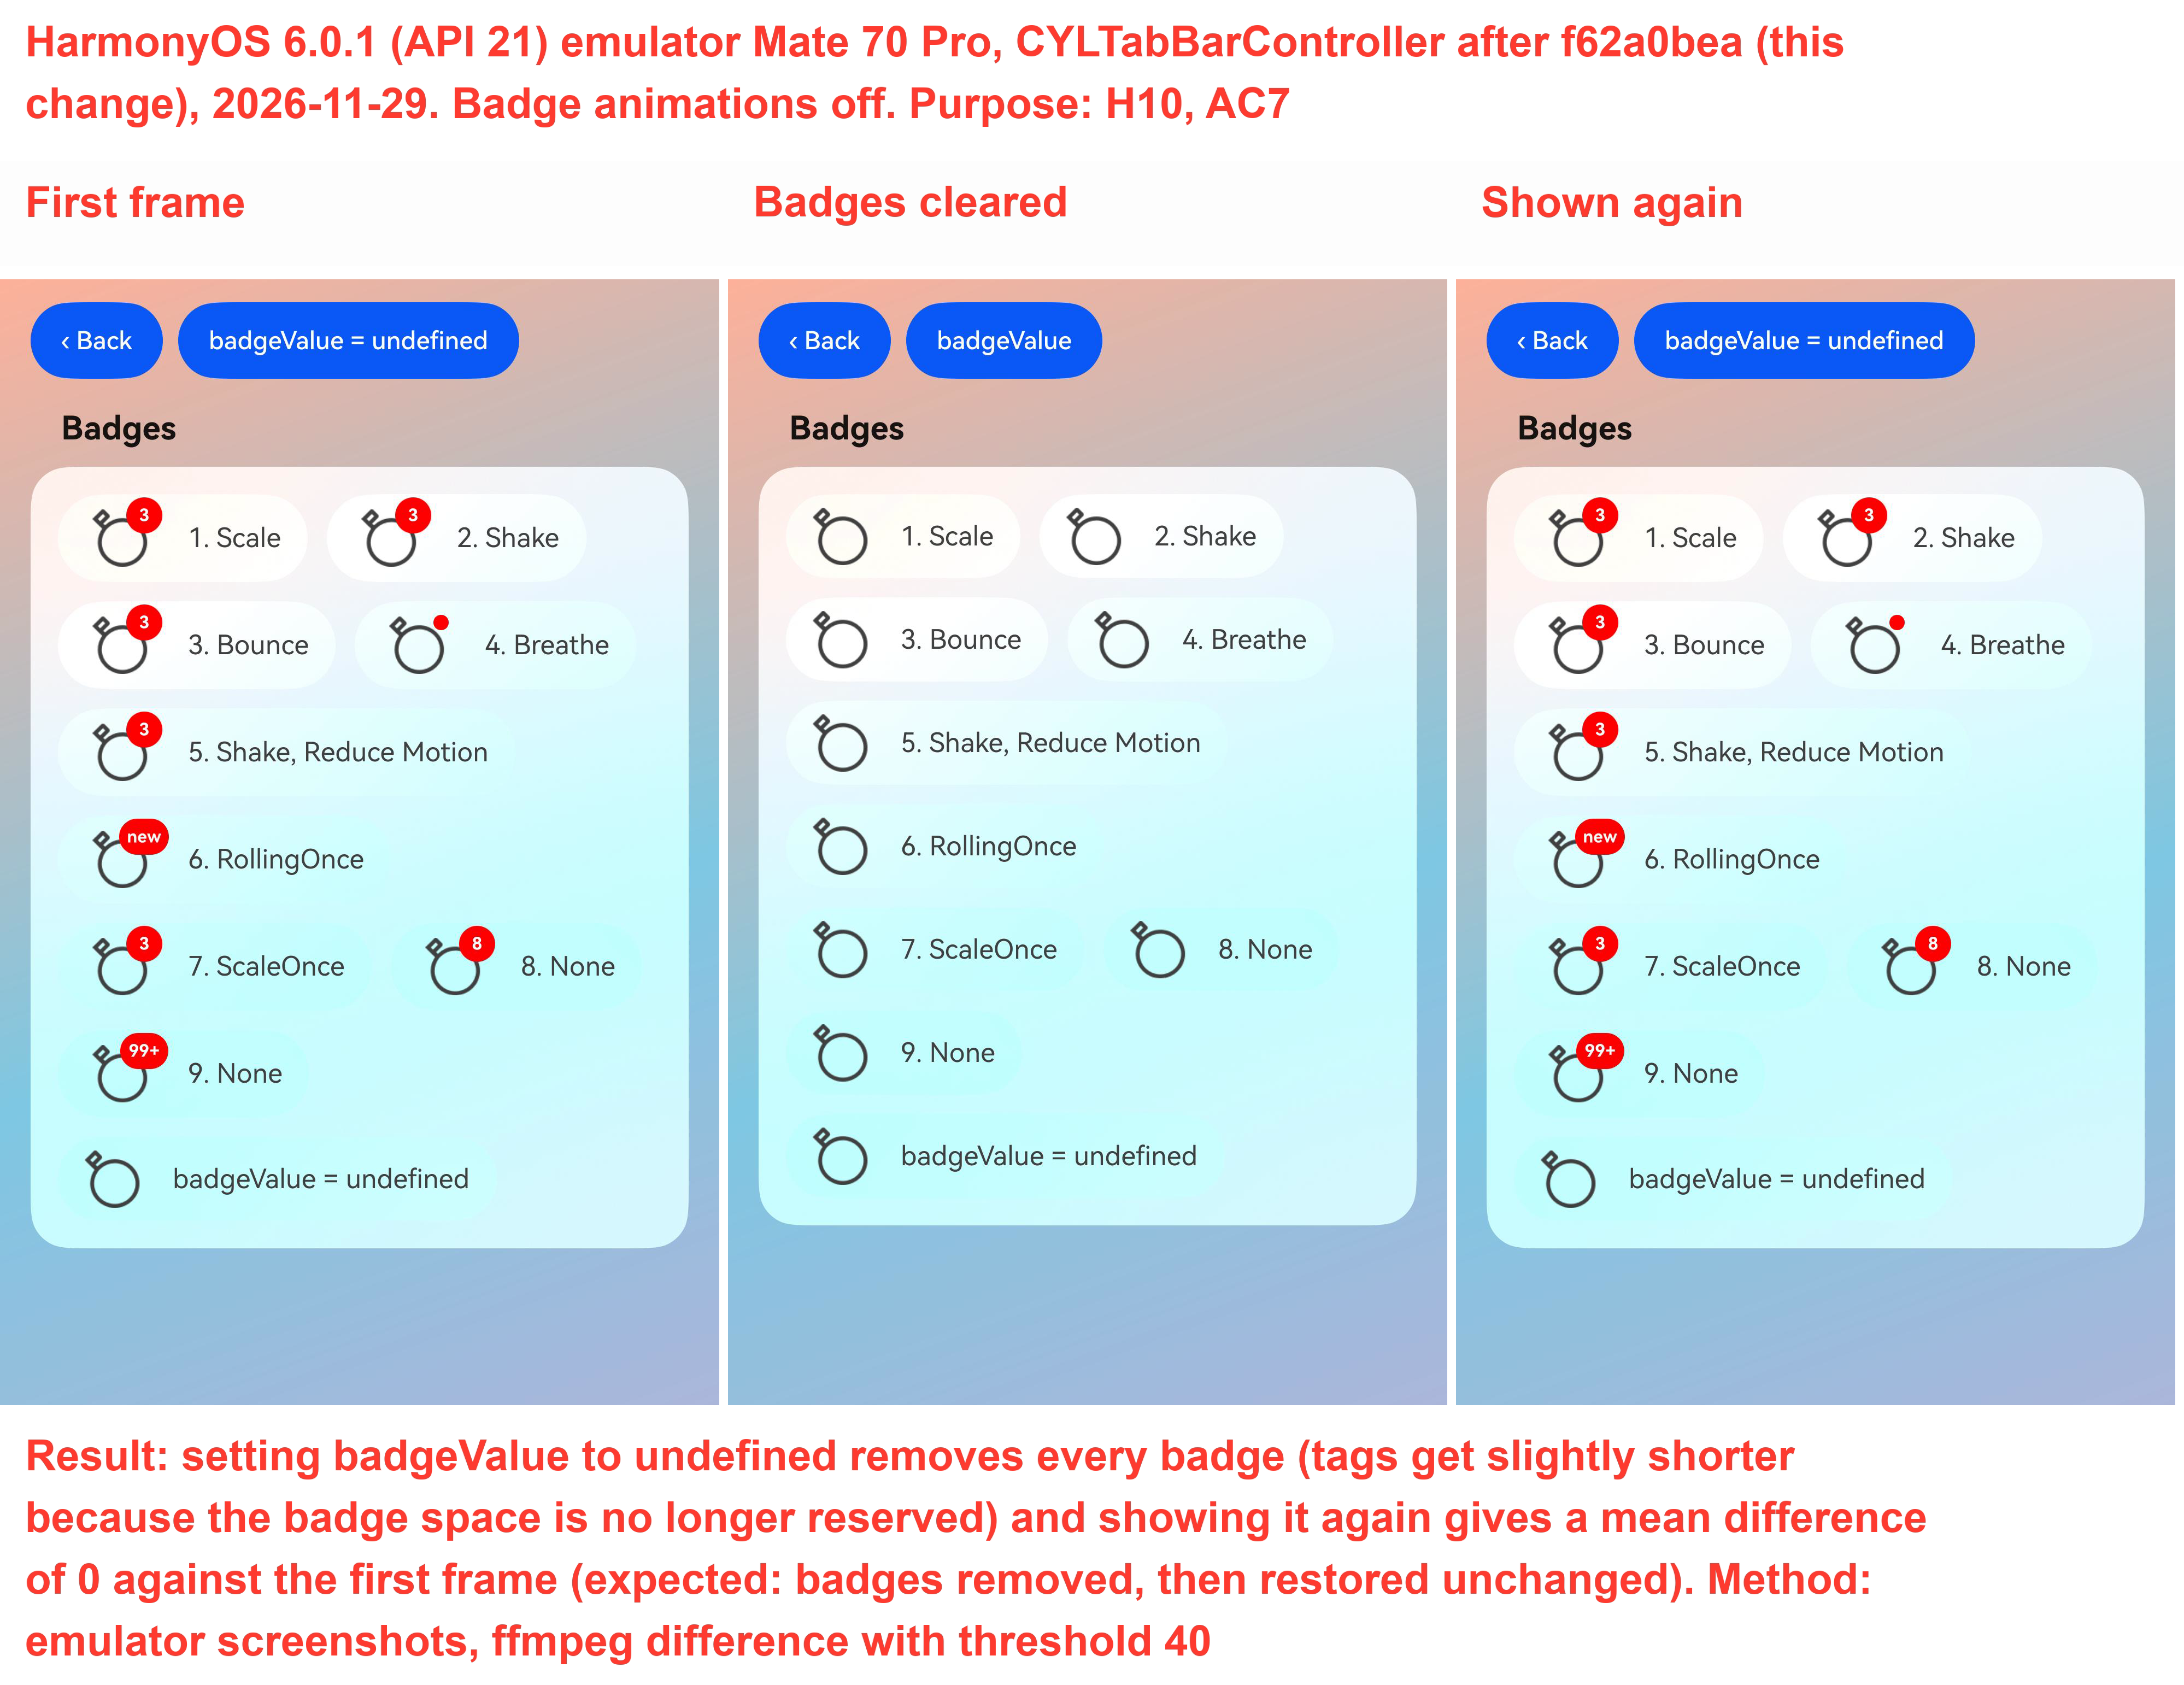 HarmonyOS 6.0.1 (API 21) emulator Mate 70 Pro, CYLTabBarController after f62a0bea (this
change), 2026-11-29. Badge animations off. Purpose: H10, AC7
First frame
Badges cleared
Shown again
‹ Back
badgeValue = undefined
Badges
3
1. Scale
3
2. Shake
3
3. Bounce
4. Breathe
3
5. Shake, Reduce Motion
new
6. RollingOnce
3
7. ScaleOnce
8
8. None
99+
9. None
badgeValue = undefined
‹ Back
badgeValue
Badges
1. Scale
2. Shake
3. Bounce
4. Breathe
5. Shake, Reduce Motion
6. RollingOnce
7. ScaleOnce
8. None
9. None
badgeValue = undefined
‹ Back
badgeValue = undefined
Badges
3
1. Scale
3
2. Shake
3
3. Bounce
4. Breathe
3
5. Shake, Reduce Motion
new
6. RollingOnce
3
7. ScaleOnce
8
8. None
99+
9. None
badgeValue = undefined
Result: setting badgeValue to undefined removes every badge (tags get slightly shorter
because the badge space is no longer reserved) and showing it again gives a mean difference
of 0 against the first frame (expected: badges removed, then restored unchanged). Method:
emulator screenshots, ffmpeg difference with threshold 40